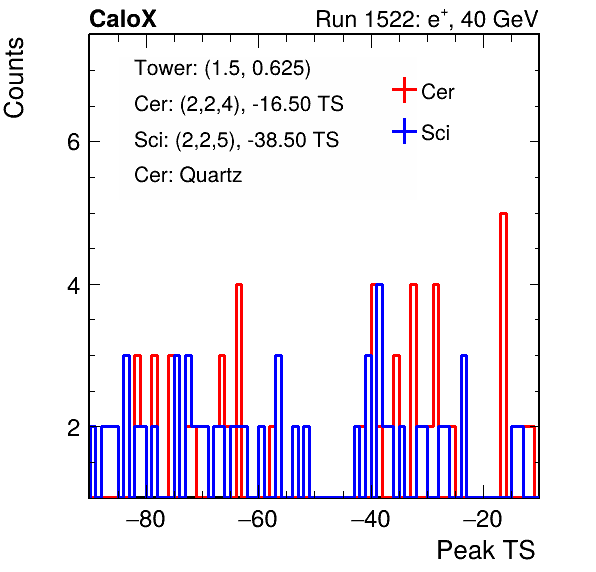 CaloX Run 1522: e⁺, 40 GeV
Counts
Tower: (1.5, 0.625)
Cer: (2,2,4), -16.50 TS
Sci: (2,2,5), -38.50 TS
Cer: Quartz
Cer
Sci
6
4
2
−80 −60 −40 −20
Peak TS